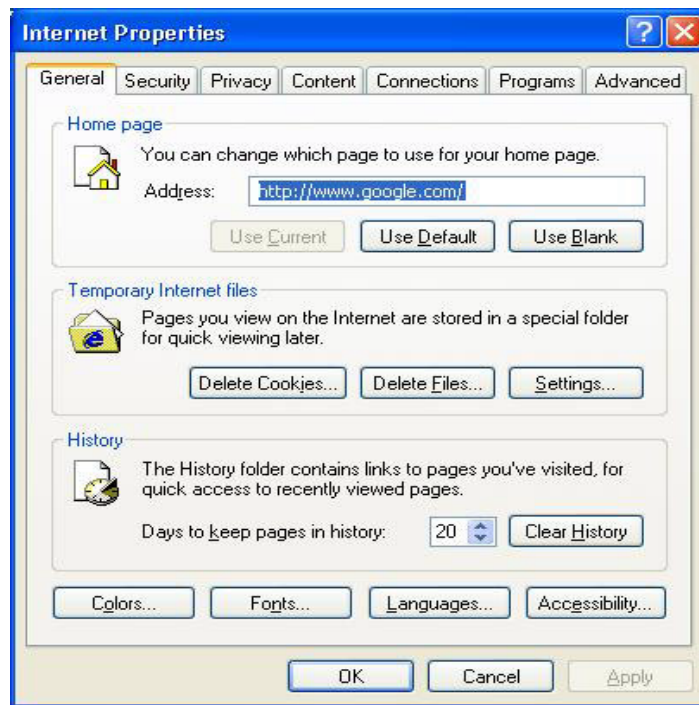 Internet Properties
General Security Privacy Content Connections Programs Advanced
Home page
You can change which page to use for your home page.
Address: http://www.google.com/
Use Current Use Default Use Blank
Temporary Internet files
Pages you view on the Internet are stored in a special folder
for quick viewing later.
Delete Cookies... Delete Files... Settings...
History
The History folder contains links to pages you've visited, for
quick access to recently viewed pages.
Days to keep pages in history: 20 Clear History
Colors... Fonts... Languages... Accessibility...
OK Cancel Apply